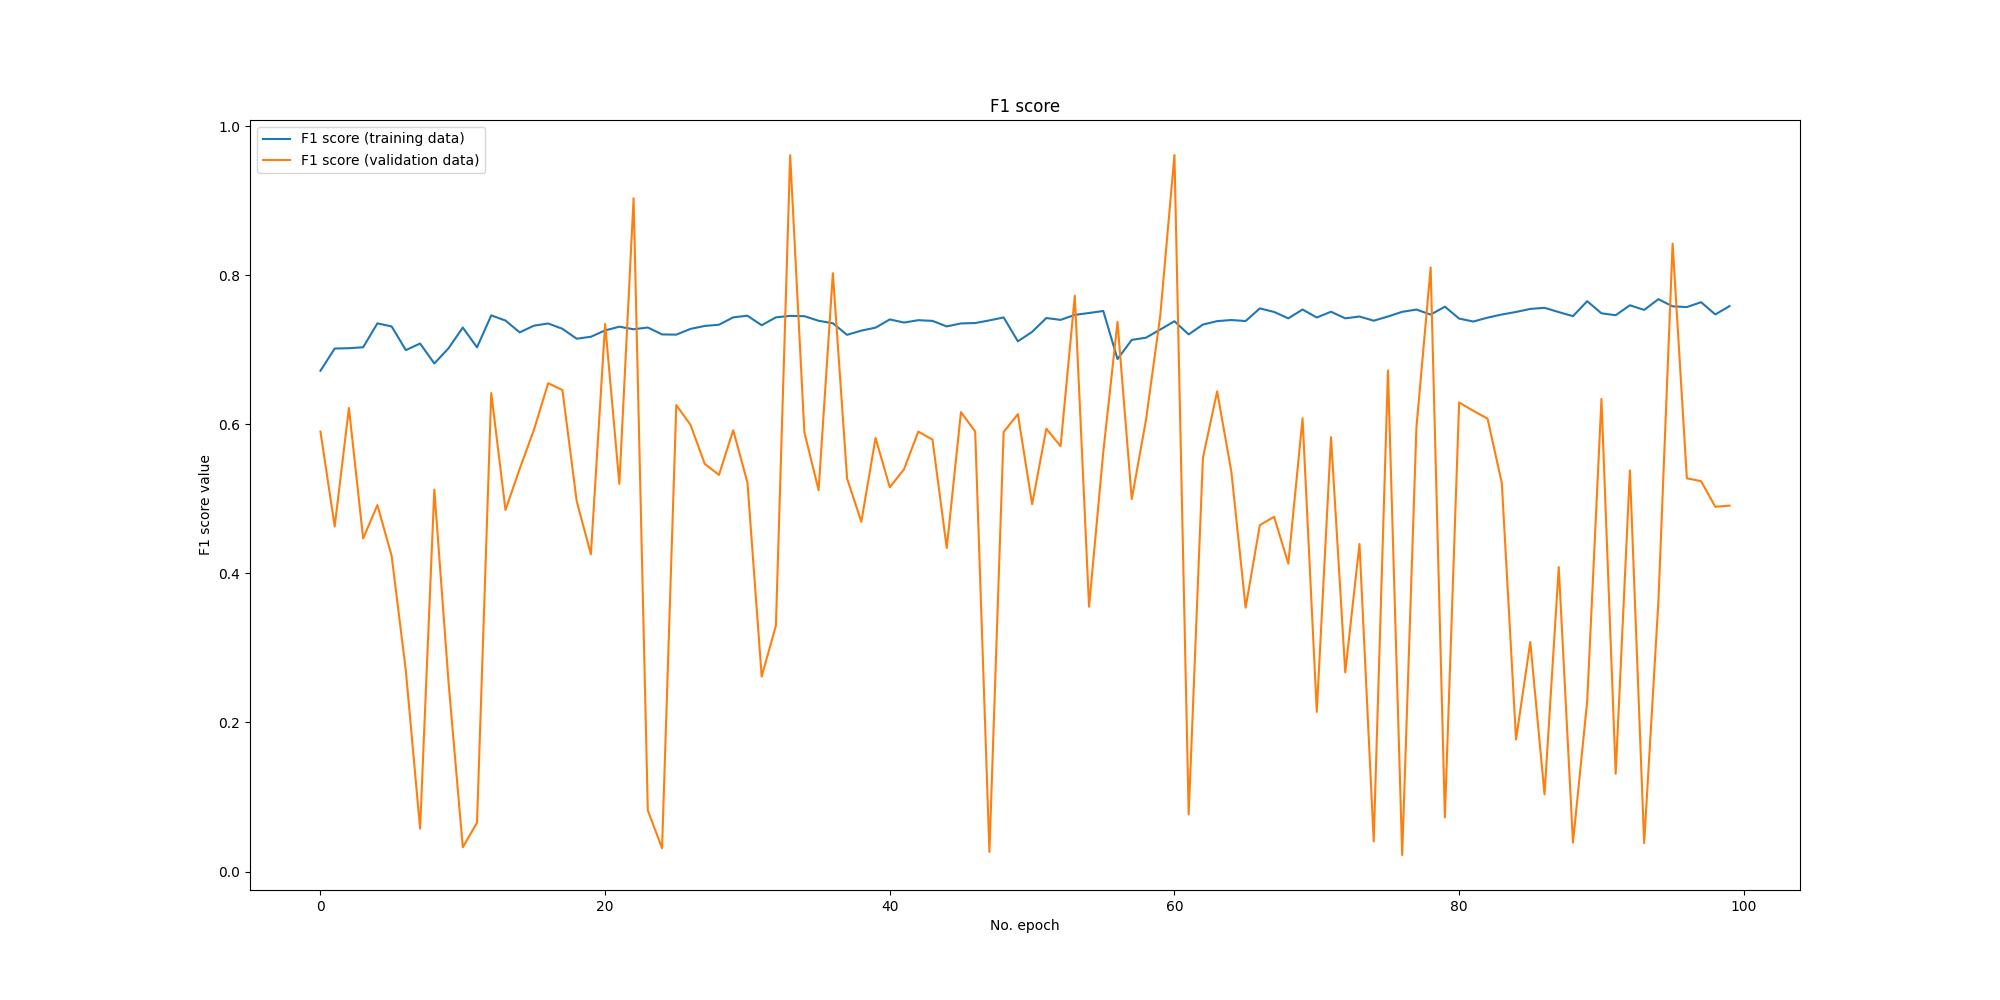 F1 score
F1 score (training data)
F1 score (validation data)
F1 score value
1.0
0.8
0.6
0.4
0.2
0.0
0 20 40 60 80 100
No. epoch